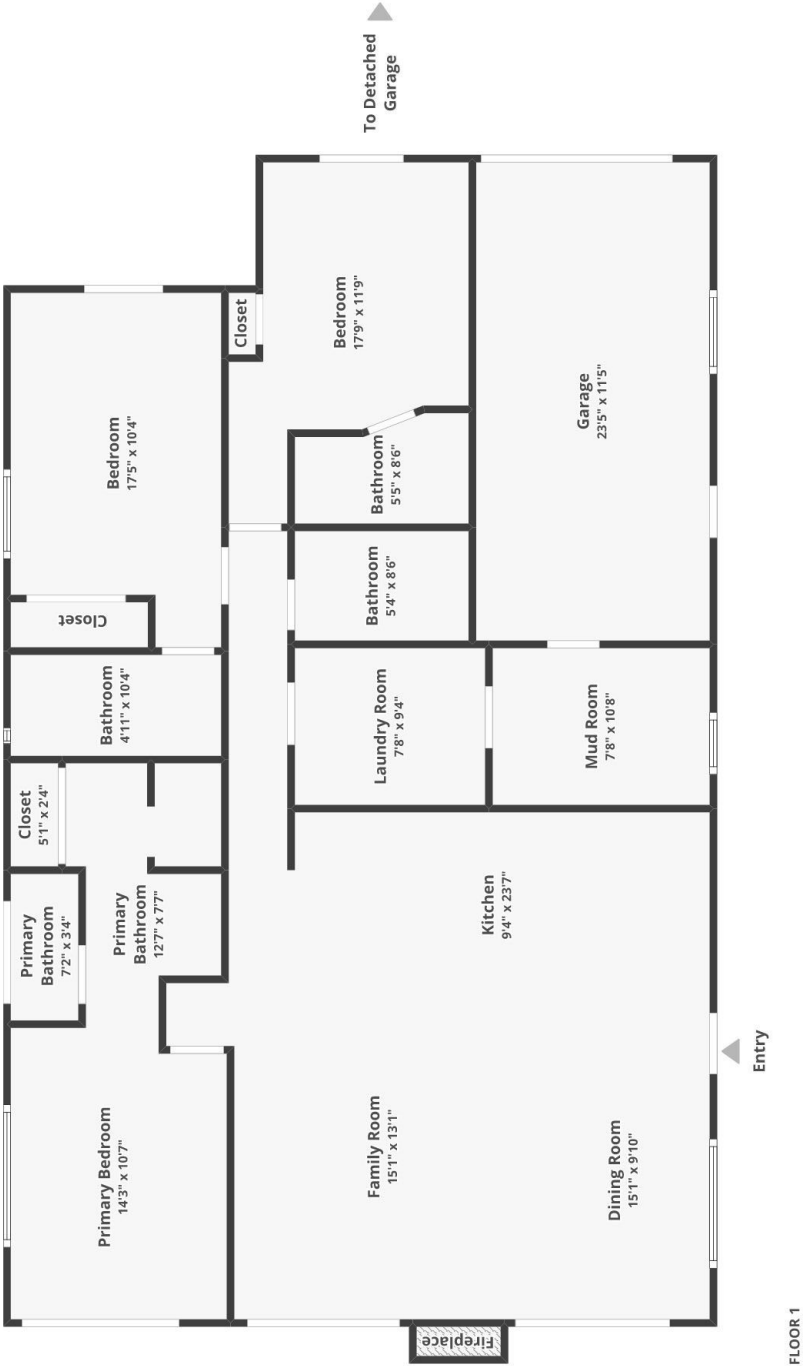 To Detached
Garage
Bedroom
17'5" x 10'4"
Closet
Bedroom
17'9" x 11'9"
Garage
23'5" x 11'5"
Closet
Bathroom
5'5" x 8'6"
Bathroom
5'4" x 8'6"
Bathroom
4'11" x 10'4"
Laundry Room
7'8" x 9'4"
Mud Room
7'8" x 10'8"
Closet
5'1" x 2'4"
Primary
Bathroom
7'2" x 3'4"
Primary
Bathroom
12'7" x 7'7"
Kitchen
9'4" x 23'7"
Entry
Primary Bedroom
14'3" x 10'7"
Family Room
15'1" x 13'1"
Dining Room
15'1" x 9'10"
Fireplace
FLOOR 1